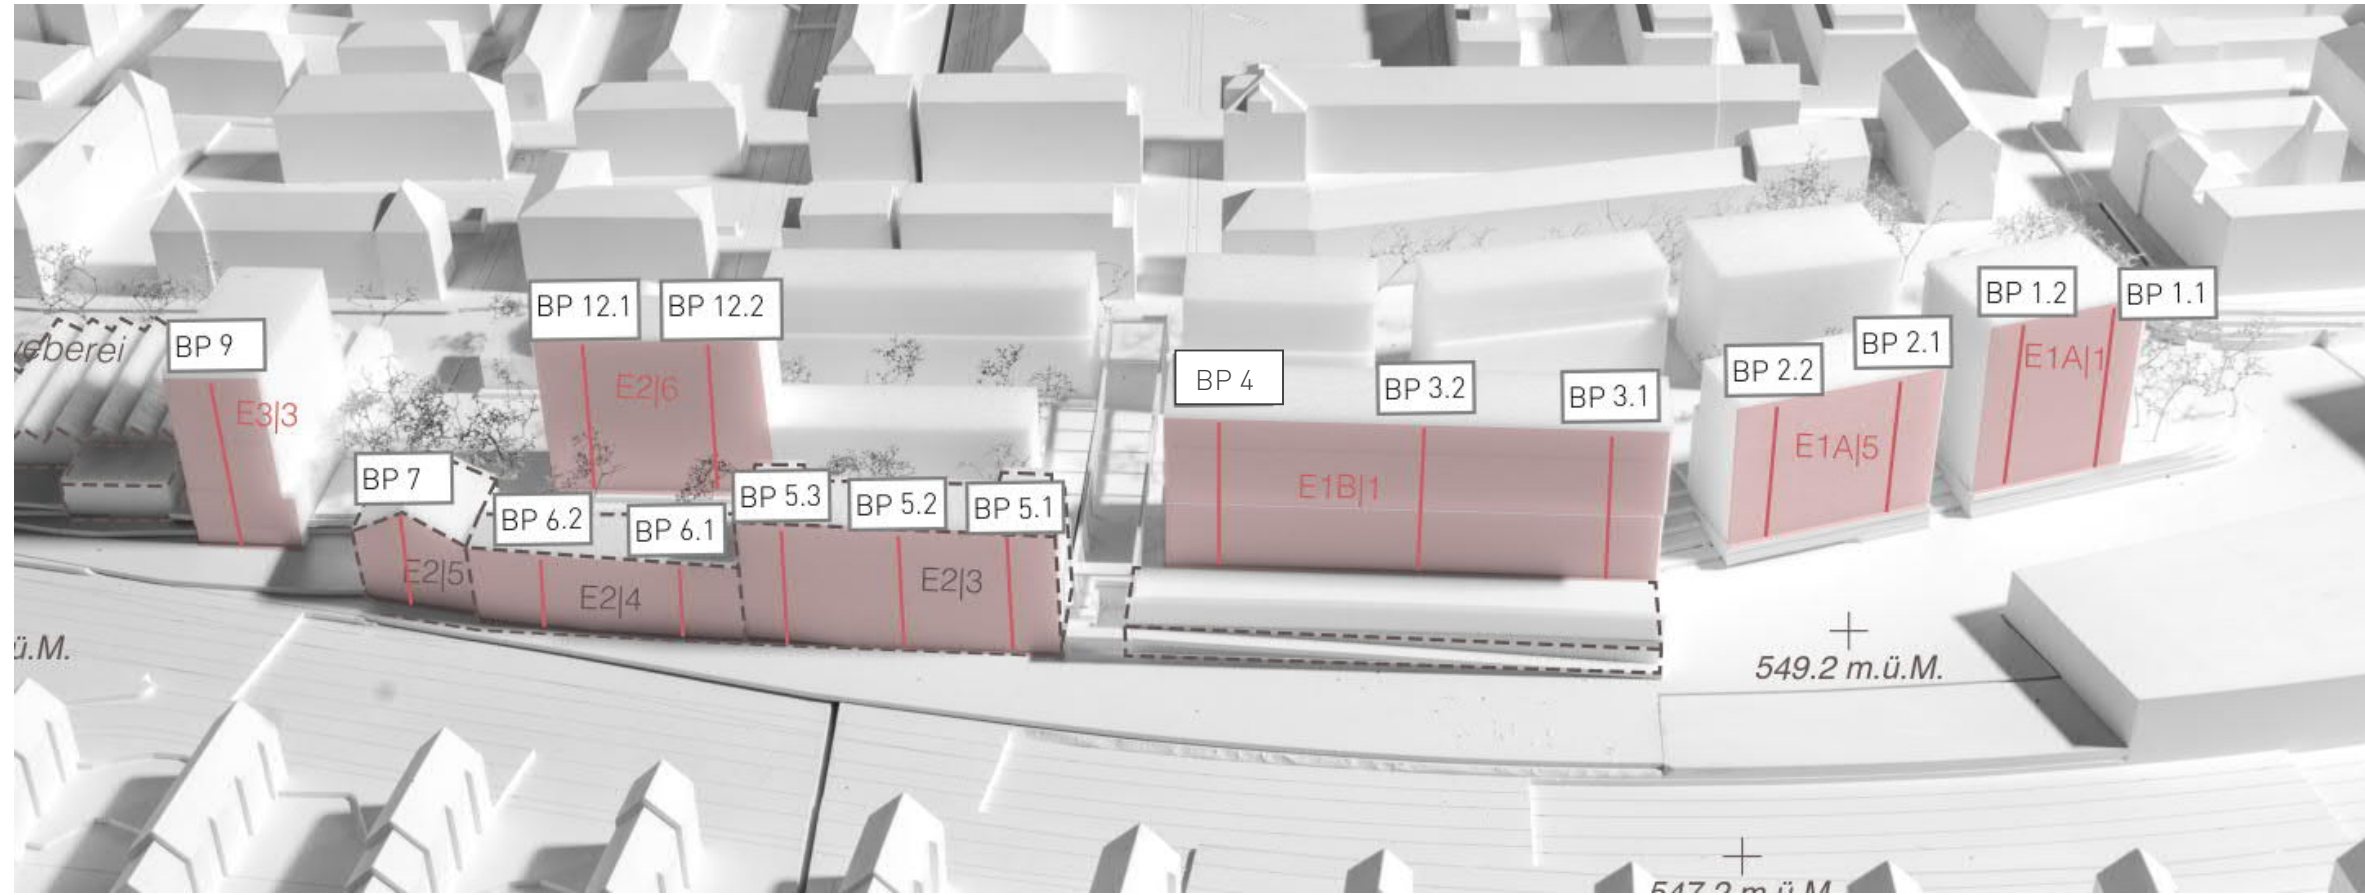 BP 1.2
BP 1.1
BP 12.1
BP 12.2
BP 9
BP 2.1
BP 2.2
E1A|1
BP 4
BP 3.2
BP 3.1
E2|6
E3|3
E1A|5
BP 7
E1B|1
BP 5.3
BP 5.2
BP 5.1
BP 6.2
BP 6.1
E2|5
E2|4
E2|3
ü.M.
549.2 m.ü.M.
547.2 m.ü.M.